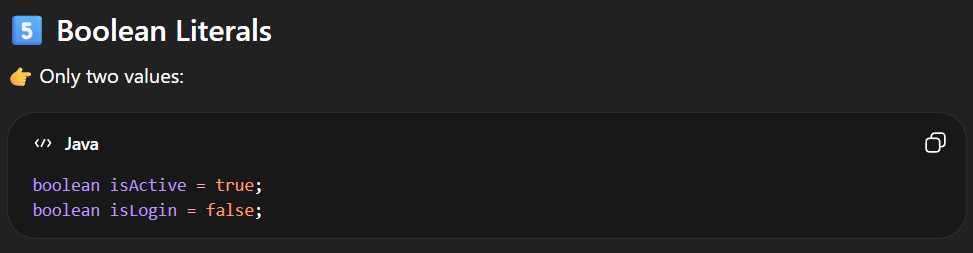 5 Boolean Literals
👉 Only two values:
</> Java
boolean isActive = true;
boolean isLogin = false;